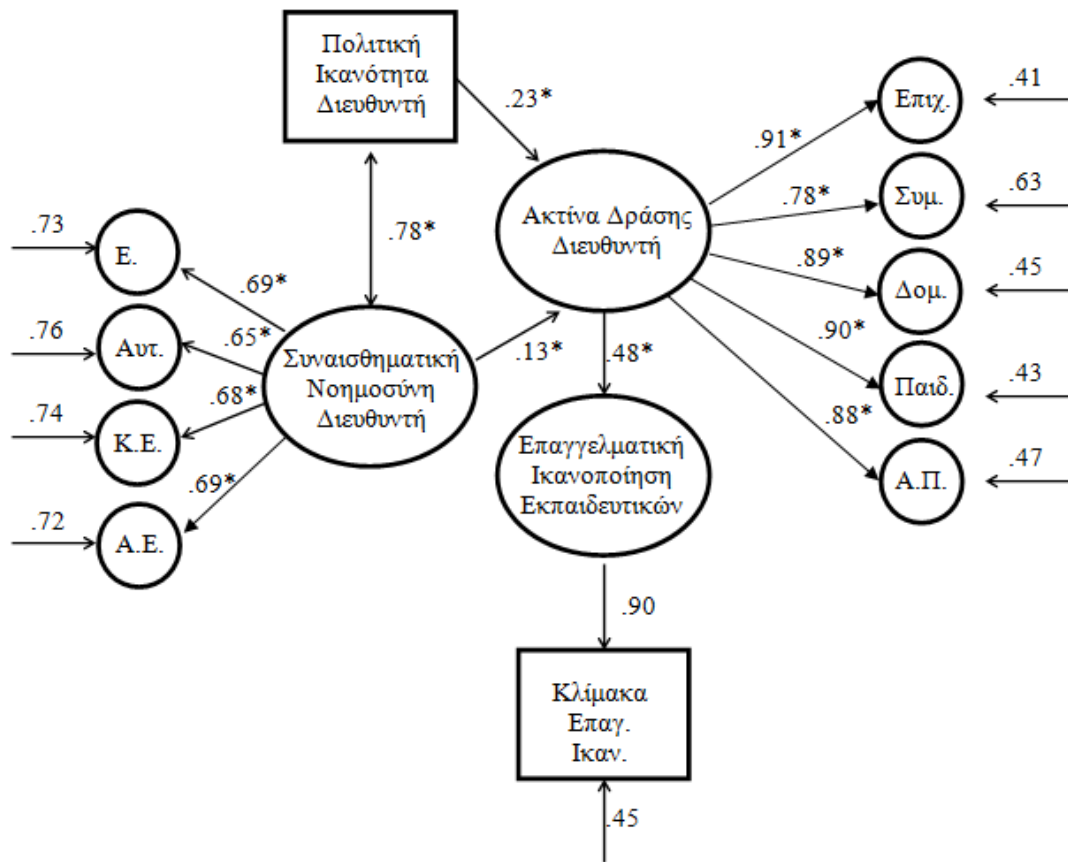 Πολιτική
Ικανότητα
Διευθυντή
.23*
.78*
Ακτίνα Δράσης
Διευθυντή
.91*
.78*
.89*
.90*
.88*
Επιχ.
.41
Συμ.
.63
Δομ.
.45
Παιδ.
.43
Α.Π.
.47
.73
Ε.
.69*
.76
Αυτ.
.65*
.74
Κ.Ε.
.68*
.72
Α.Ε.
.69*
Συναισθηματική
Νοημοσύνη
Διευθυντή
.13*
.48*
Επαγγελματική
Ικανοποίηση
Εκπαιδευτικών
.90
Κλίμακα
Επαγ.
Ικαν.
.45